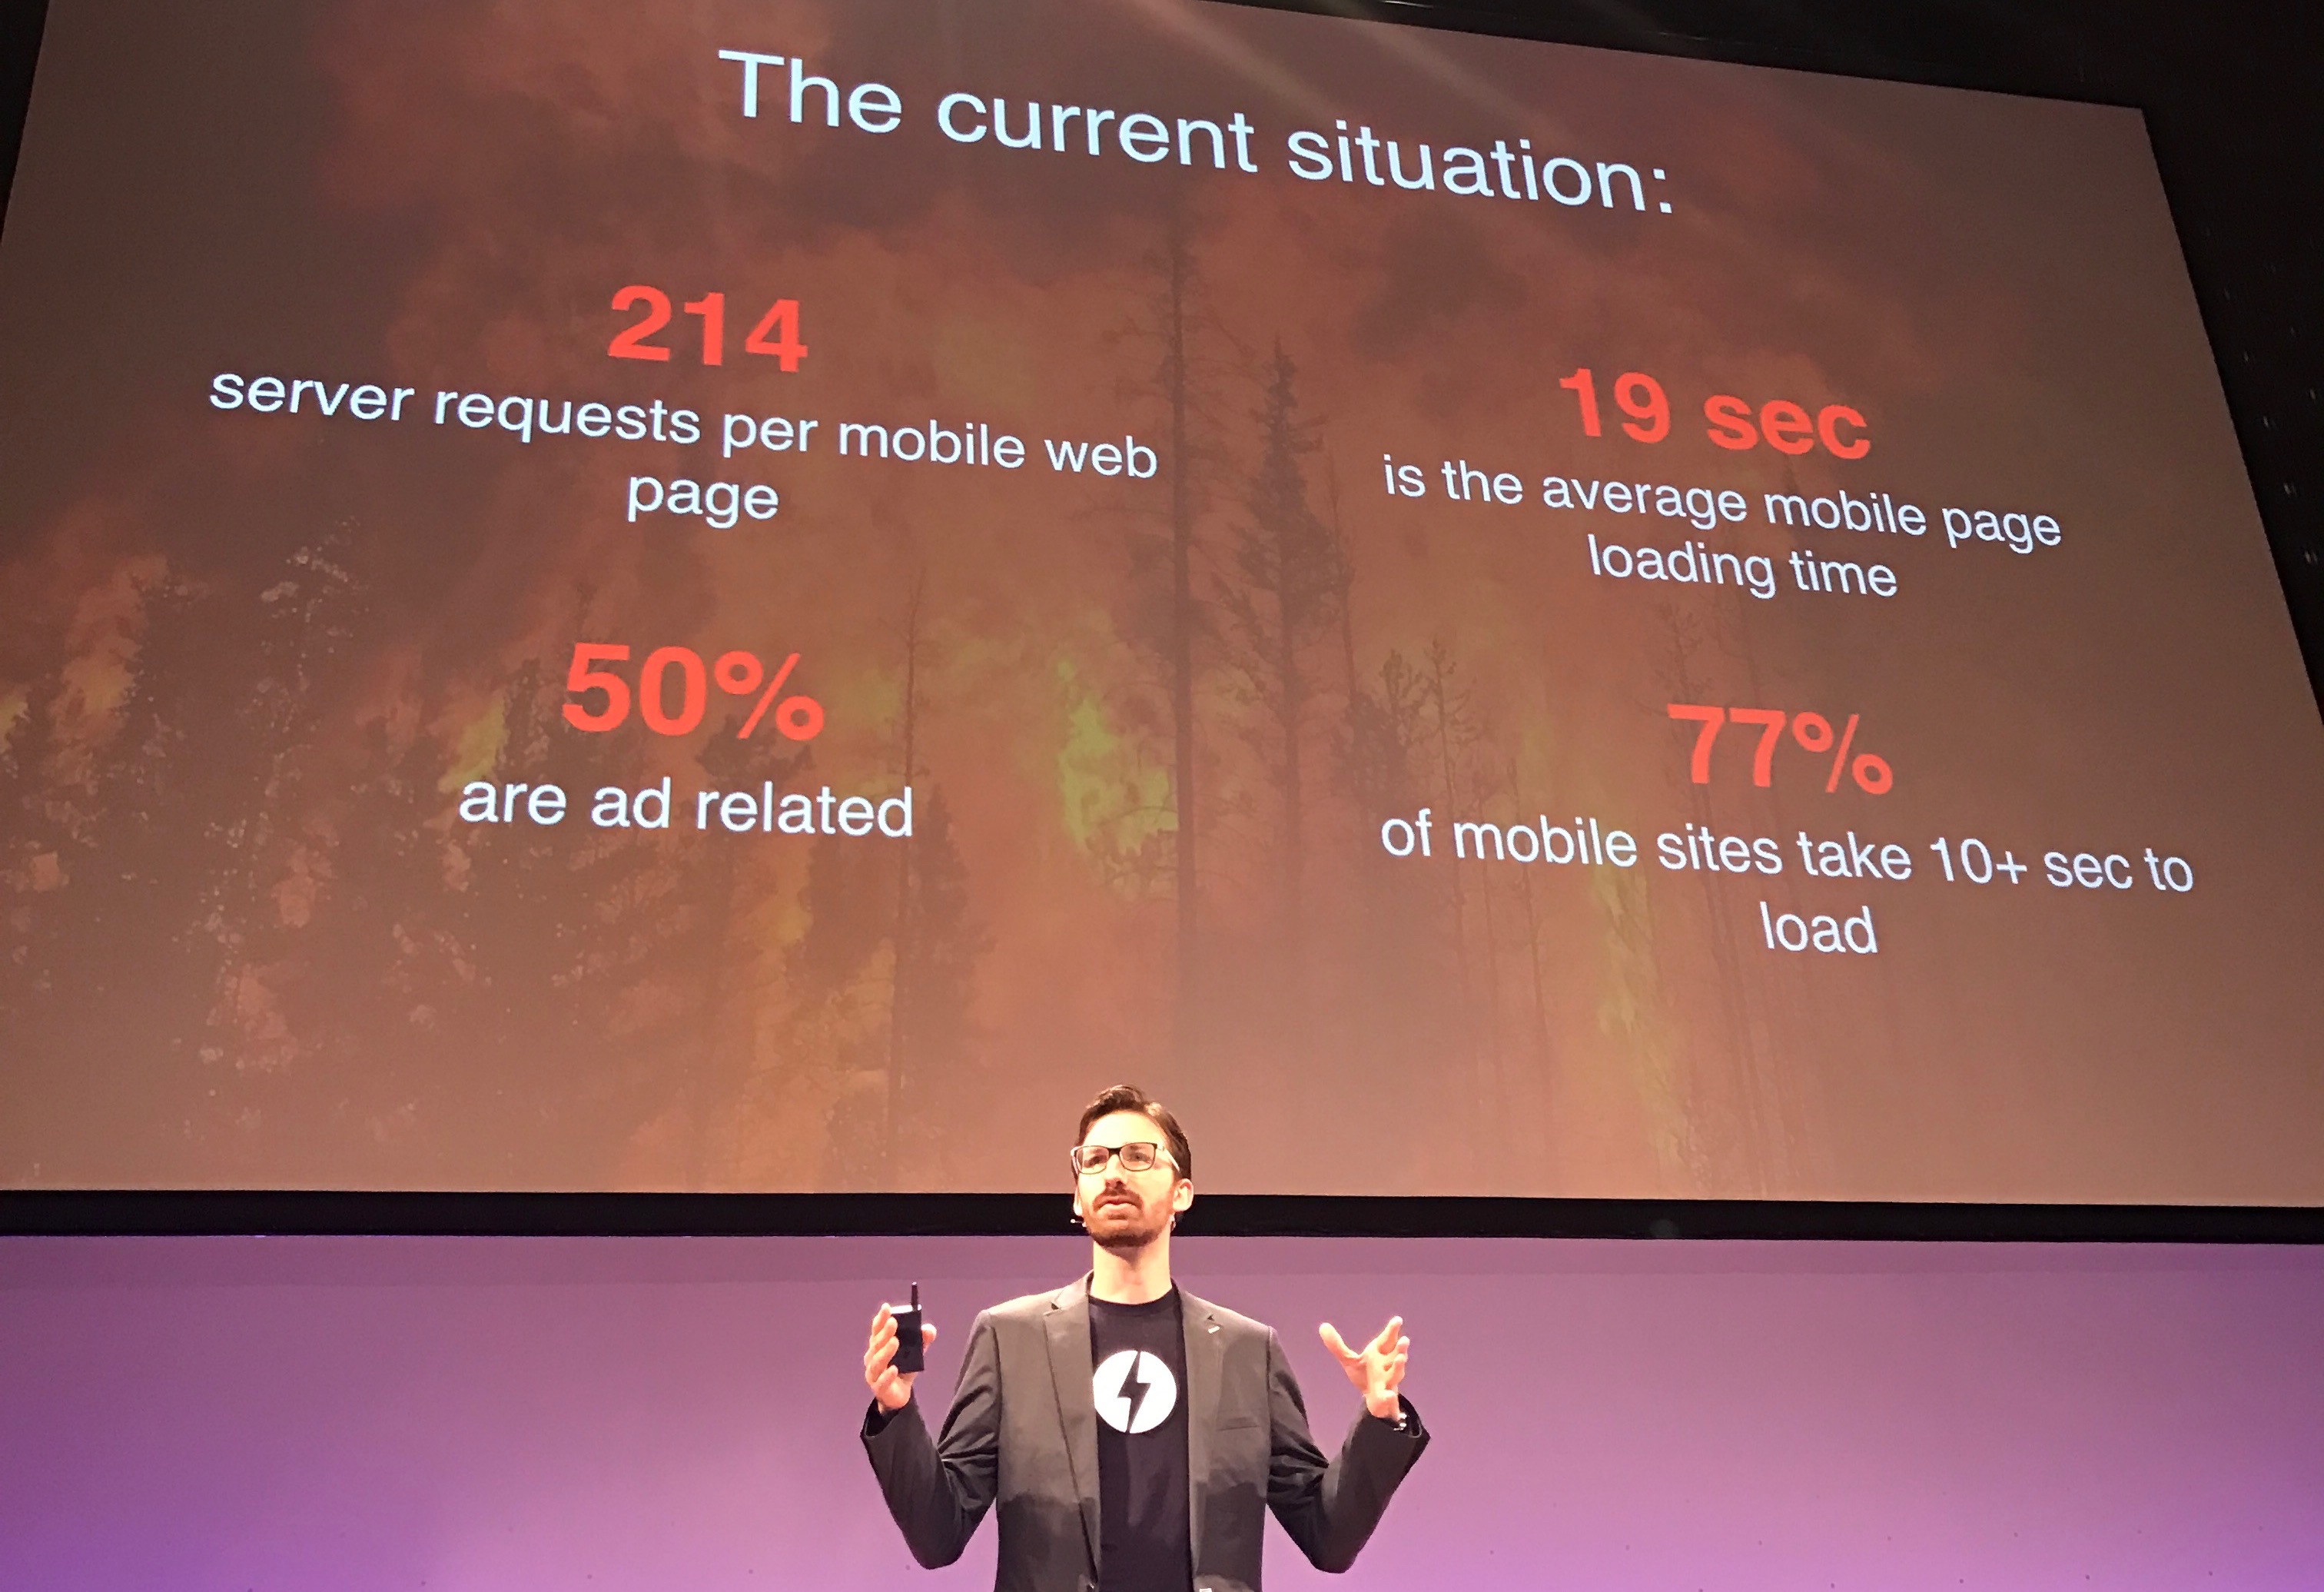 The current situation:
214
server requests per mobile web
page
50%
are ad related
19 sec
is the average mobile page
loading time
77%
of mobile sites take 10+ sec to
load